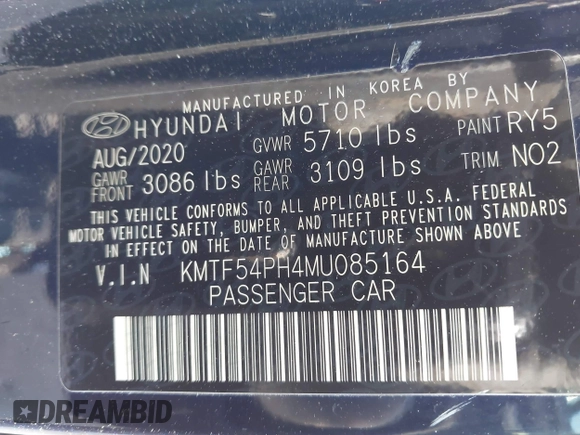 MANUFACTURED IN KOREA BY
HYUNDAI MOTOR COMPANY
AUG/2020 GVWR 5710 lbs PAINT RY5
GAWR FRONT 3086 lbs GAWR REAR 3109 lbs TRIM NO2
THIS VEHICLE CONFORMS TO ALL APPLICABLE U.S.A. FEDERAL
MOTOR VEHICLE SAFETY, BUMPER, AND THEFT PREVENTION STANDARDS
IN EFFECT ON THE DATE OF MANUFACTURE SHOWN ABOVE
V.I.N KMTF54PH4MU085164
PASSENGER CAR
DREAMBID